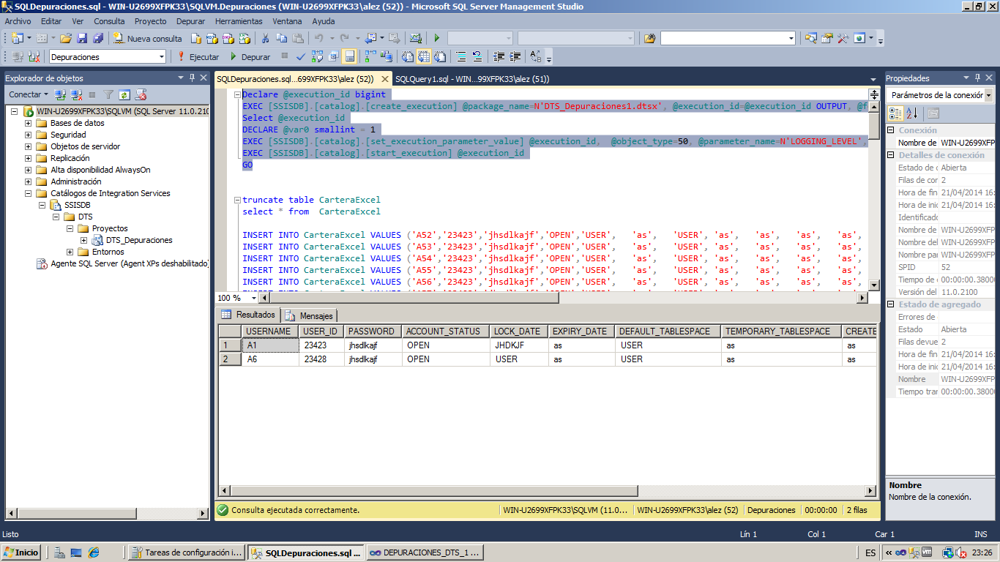 SQLDepuraciones.sql - WIN-U2699XFPK33\SQLVM.Depuraciones (WIN-U2699XFPK33\alez (52)) - Microsoft SQL Server Management Studio
Archivo Editar Ver Consulta Proyecto Depurar Herramientas Ventana Ayuda
Nueva consulta
Depuraciones Ejecutar Depurar
Explorador de objetos
Conectar
WIN-U2699XFPK33\SQLVM (SQL Server 11.0.210
Bases de datos
Seguridad
Objetos de servidor
Replicación
Alta disponibilidad AlwaysOn
Administración
Catálogos de Integration Services
SSISDB
DTS
Proyectos
DTS_Depuraciones
Entornos
Agente SQL Server (Agent XPs deshabilitado)
SQLDepuraciones.sql...699XFPK33\alez (52)) SQLQuery1.sql - WIN...99XFPK33\alez (51))
Declare @execution_id bigint
EXEC [SSISDB].[catalog].[create_execution] @package_name=N'DTS_Depuraciones1.dtsx', @execution_id=@execution_id OUTPUT, @f
Select @execution_id
DECLARE @var0 smallint = 1
EXEC [SSISDB].[catalog].[set_execution_parameter_value] @execution_id, @object_type=50, @parameter_name=N'LOGGING_LEVEL',
EXEC [SSISDB].[catalog].[start_execution] @execution_id
GO
truncate table CarteraExcel
select * from CarteraExcel
INSERT INTO CarteraExcel VALUES ('A52','23423','jhsdlkajf','OPEN','USER', 'as', 'USER', 'as', 'as', 'as', 'as',
INSERT INTO CarteraExcel VALUES ('A53','23423','jhsdlkajf','OPEN','USER', 'as', 'USER', 'as', 'as', 'as', 'as',
INSERT INTO CarteraExcel VALUES ('A54','23423','jhsdlkajf','OPEN','USER', 'as', 'USER', 'as', 'as', 'as', 'as',
INSERT INTO CarteraExcel VALUES ('A55','23423','jhsdlkajf','OPEN','USER', 'as', 'USER', 'as', 'as', 'as', 'as',
INSERT INTO CarteraExcel VALUES ('A56','23423','jhsdlkajf','OPEN','USER', 'as', 'USER', 'as', 'as', 'as', 'as',
100 %
Resultados Mensajes
USERNAME USER_ID PASSWORD ACCOUNT_STATUS LOCK_DATE EXPIRY_DATE DEFAULT_TABLESPACE TEMPORARY_TABLESPACE CREATE
1 A1 23423 jhsdlkajf OPEN JHDKJF as USER as as
2 A6 23428 jhsdlkajf OPEN USER as USER as as
Consulta ejecutada correctamente. WIN-U2699XFPK33\SQLVM (11.0... WIN-U2699XFPK33\alez (52) Depuraciones 00:00:00 2 filas
Propiedades
Parámetros de la conexión
Conexión
Nombre de WIN-U2699XFP
Detalles de conexión
Estado de c Abierta
Filas de cor 2
Hora de fin 21/04/2014 16:
Hora de inic 21/04/2014 16:
Identificado
Nombre de WIN-U2699XFP
Nombre del WIN-U2699XFP
Nombre par WIN-U2699XFP
SPID 52
Tiempo de 00:00:00.3800
Versión del 11.0.2100
Estado de agregado
Errores de
Estado Abierta
Filas devue 2
Hora de fin 21/04/2014 16:
Hora de inic 21/04/2014 16:
Nombre WIN-U2699XFP
Tiempo trar 00:00:00.3800
Nombre
Nombre de la conexión.
Listo Lín 1 Col 1 Car 1 INS
Inicio Tareas de configuración i... SQLDepuraciones.sql ... DEPURACIONES_DTS_1 ... ES 23:26